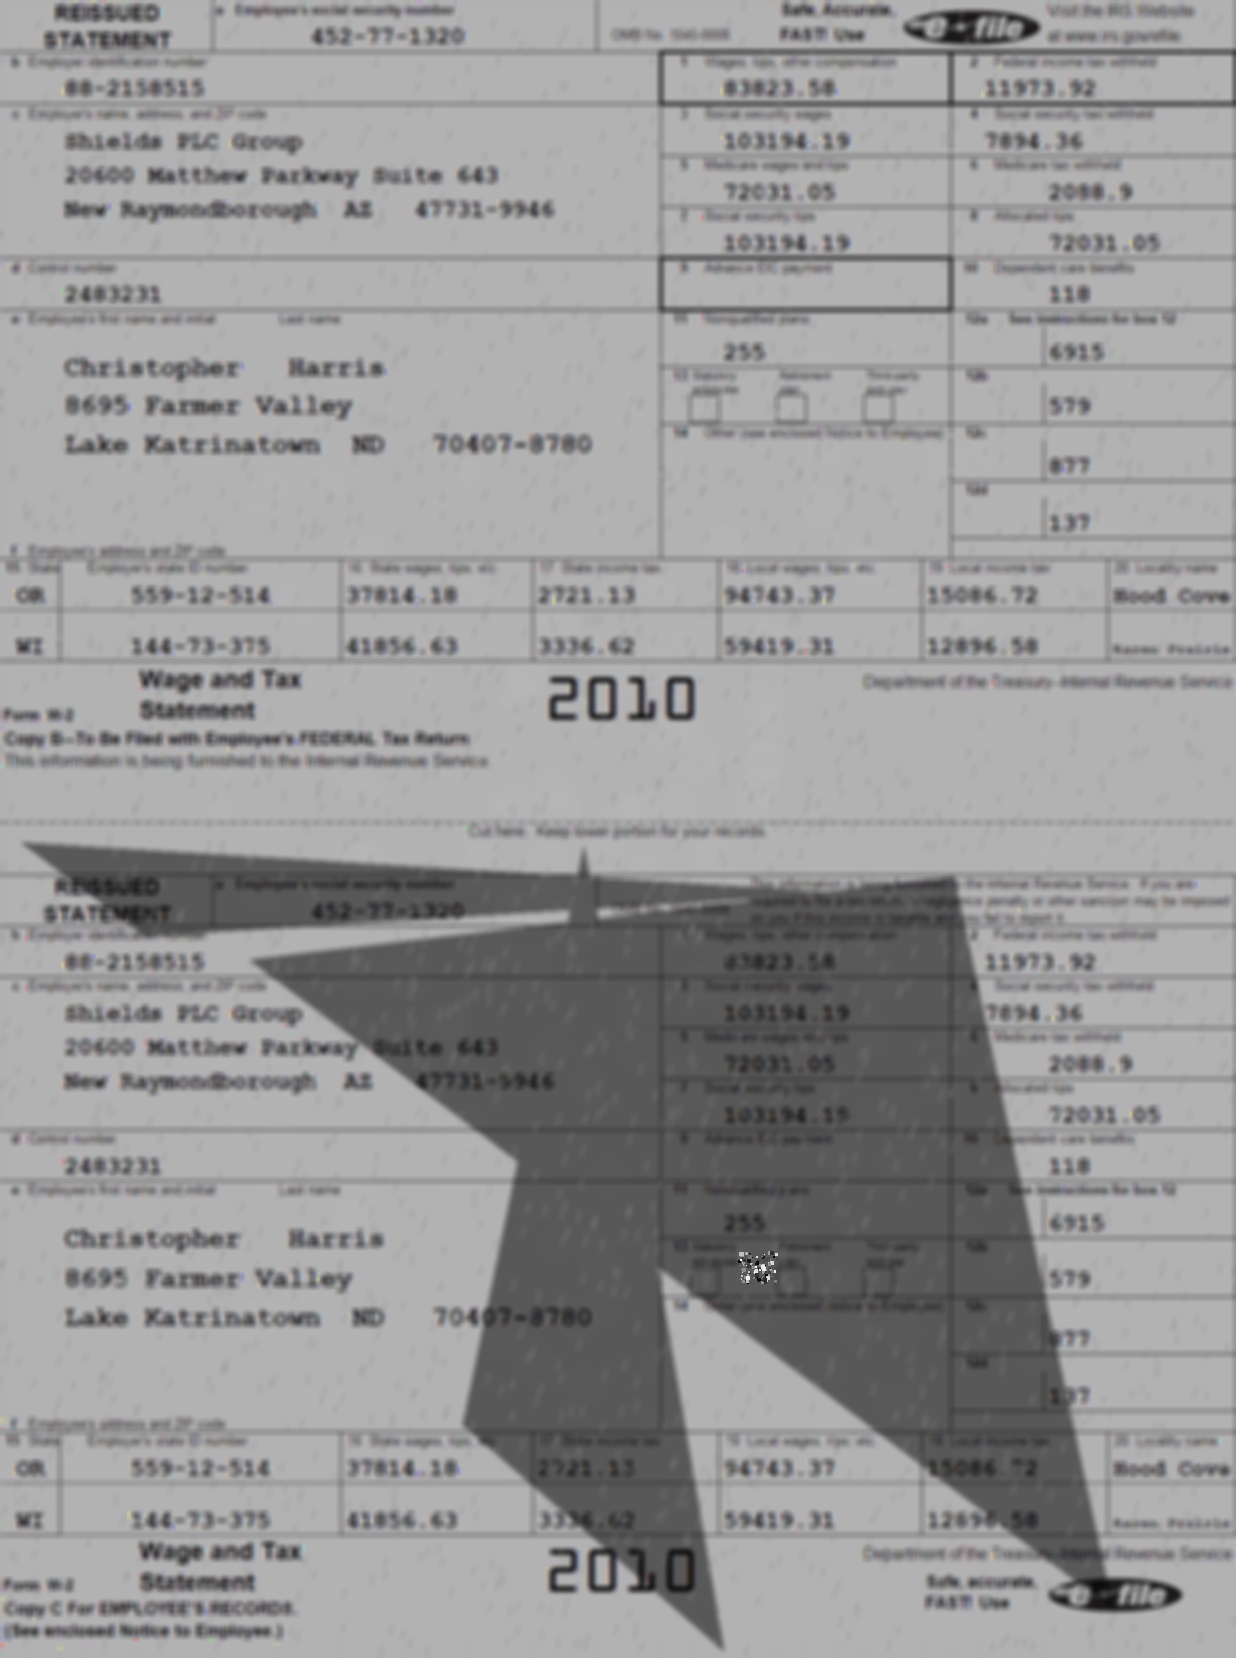 REISSUED STATEMENT
a Employee's social security number
452-77-1320
OMB No. 1545-0008
Safe, Accurate, FAST! Use
e file
Visit the IRS Website at www.irs.gov/efile
b Employer identification number
88-2158515
1 Wages, tips, other compensation
83823.58
2 Federal income tax withheld
11973.92
c Employer's name, address, and ZIP code
Shields PLC Group
20600 Matthew Parkway Suite 643
New Raymondborough AZ 47731-9946
3 Social security wages
103194.19
4 Social security tax withheld
7894.36
5 Medicare wages and tips
72031.05
6 Medicare tax withheld
2088.9
7 Social security tips
103194.19
8 Allocated tips
72031.05
d Control number
2483231
9 Advance EIC payment
10 Dependent care benefits
118
e Employee's first name and initial Last name
Christopher Harris
8695 Farmer Valley
Lake Katrinatown ND 70407-8780
11 Nonqualified plans
255
12a See instructions for box 12
6915
13 Statutory employee Retirement plan Third-party sick pay
12b
579
14 Other (see enclosed Notice to Employee)
12c
877
12d
137
f Employee's address and ZIP code
15 State Employer's state ID number 16 State wages, tips, etc. 17 State income tax 18 Local wages, tips, etc. 19 Local income tax 20 Locality name
OR 559-12-514 37814.18 2721.13 94743.37 15086.72 Hood Cove
WI 144-73-375 41856.63 3336.62 59419.31 12896.58 Karen Prairie
Form W-2 Wage and Tax Statement
2010
Department of the Treasury-Internal Revenue Service
Copy B—To Be Filed with Employee's FEDERAL Tax Return
This information is being furnished to the Internal Revenue Service.
Cut here. Keep lower portion for your records.
REISSUED STATEMENT
a Employee's social security number
452-77-1320
This information is being furnished to the Internal Revenue Service. If you are
required to file a tax return, a negligence penalty or other sanction may be imposed
on you if this income is taxable and you fail to report it.
b Employer identification number
88-2158515
1 Wages, tips, other compensation
83823.58
2 Federal income tax withheld
11973.92
c Employer's name, address, and ZIP code
Shields PLC Group
20600 Matthew Parkway Suite 643
New Raymondborough AZ 47731-9946
3 Social security wages
103194.19
4 Social security tax withheld
7894.36
5 Medicare wages and tips
72031.05
6 Medicare tax withheld
2088.9
7 Social security tips
103194.19
8 Allocated tips
72031.05
d Control number
2483231
9 Advance EIC payment
10 Dependent care benefits
118
e Employee's first name and initial Last name
Christopher Harris
8695 Farmer Valley
Lake Katrinatown ND 70407-8780
11 Nonqualified plans
255
12a See instructions for box 12
6915
13 Statutory Retirement Third-party
12b
579
14 Other (see enclosed Notice to Employee)
12c
877
12d
137
f Employee's address and ZIP code
15 State Employer's state ID number 16 State wages, tips, 17 State income tax 18 Local wages, tips, etc. 19 Local income tax 20 Locality name
OR 559-12-514 37814.18 2721.13 94743.37 15086.72 Hood Cove
WI 144-73-375 41856.63 3336.62 59419.31 12896.58 Karen Prairie
Form W-2 Wage and Tax Statement
2010
Department of the Treasury-Internal Revenue Service
Copy C For EMPLOYEE'S RECORDS.
(See enclosed Notice to Employee.)
Safe, accurate, FAST! Use
e file